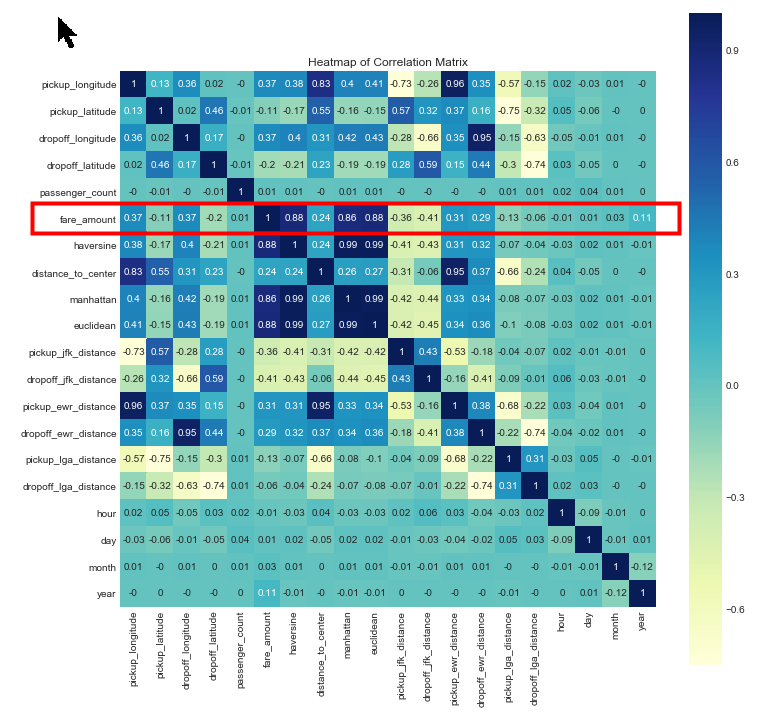 Heatmap of Correlation Matrix
pickup_longitude 1 0.13 0.36 0.02 -0 0.37 0.38 0.83 0.4 0.41 -0.73 -0.26 0.96 0.35 -0.57 -0.15 0.02 -0.03 0.01 -0
pickup_latitude 0.13 1 0.02 0.46 -0.01 -0.11 -0.17 0.55 -0.16 -0.15 0.57 0.32 0.37 0.16 -0.75 -0.32 0.05 -0.06 -0 0
dropoff_longitude 0.36 0.02 1 0.17 -0 0.37 0.4 0.31 0.42 0.43 -0.28 -0.66 0.35 0.95 -0.15 -0.63 -0.05 -0.01 0.01 -0
dropoff_latitude 0.02 0.46 0.17 1 -0.01 -0.2 -0.21 0.23 -0.19 -0.19 0.28 0.59 0.15 0.44 -0.3 -0.74 0.03 -0.05 0 -0
passenger_count -0 -0.01 -0 -0.01 1 0.01 0.01 -0 0.01 0.01 -0 -0 -0 -0 0.01 0.01 0.02 0.04 0.01 0
fare_amount 0.37 -0.11 0.37 -0.2 0.01 1 0.88 0.24 0.86 0.88 -0.36 -0.41 0.31 0.29 -0.13 -0.06 -0.01 0.01 0.03 0.11
haversine 0.38 -0.17 0.4 -0.21 0.01 0.88 1 0.24 0.99 0.99 -0.41 -0.43 0.31 0.32 -0.07 -0.04 -0.03 0.02 0.01 -0.01
distance_to_center 0.83 0.55 0.31 0.23 -0 0.24 0.24 1 0.26 0.27 -0.31 -0.06 0.95 0.37 -0.66 -0.24 0.04 -0.05 0 -0
manhattan 0.4 -0.16 0.42 -0.19 0.01 0.86 0.99 0.26 1 0.99 -0.42 -0.44 0.33 0.34 -0.08 -0.07 -0.03 0.02 0.01 -0.01
euclidean 0.41 -0.15 0.43 -0.19 0.01 0.88 0.99 0.27 0.99 1 -0.42 -0.45 0.34 0.36 -0.1 -0.08 -0.03 0.02 0.01 -0.01
pickup_jfk_distance -0.73 0.57 -0.28 0.28 -0 -0.36 -0.41 -0.31 -0.42 -0.42 1 0.43 -0.53 -0.18 -0.04 -0.07 0.02 -0.01 -0.01 0
dropoff_jfk_distance -0.26 0.32 -0.66 0.59 -0 -0.41 -0.43 -0.06 -0.44 -0.45 0.43 1 -0.16 -0.41 -0.09 -0.01 0.06 -0.03 -0.01 -0
pickup_ewr_distance 0.96 0.37 0.35 0.15 -0 0.31 0.31 0.95 0.33 0.34 -0.53 -0.16 1 0.38 -0.68 -0.22 0.03 -0.04 0.01 -0
dropoff_ewr_distance 0.35 0.16 0.95 0.44 -0 0.29 0.32 0.37 0.34 0.36 -0.18 -0.41 0.38 1 -0.22 -0.74 -0.04 -0.02 0.01 -0
pickup_lga_distance -0.57 -0.75 -0.15 -0.3 0.01 -0.13 -0.07 -0.66 -0.08 -0.1 -0.04 -0.09 -0.68 -0.22 1 0.31 -0.03 0.05 -0 -0.01
dropoff_lga_distance -0.15 -0.32 -0.63 -0.74 0.01 -0.06 -0.04 -0.24 -0.07 -0.08 -0.07 -0.01 -0.22 -0.74 0.31 1 0.02 0.03 -0 -0
hour 0.02 0.05 -0.05 0.03 0.02 -0.01 -0.03 0.04 -0.03 -0.03 0.02 0.06 0.03 -0.04 -0.03 0.02 1 -0.09 -0.01 0
day -0.03 -0.06 -0.01 -0.05 0.04 0.01 0.02 -0.05 0.02 0.02 -0.01 -0.03 -0.04 -0.02 0.05 0.03 -0.09 1 -0.01 0.01
month 0.01 -0 0.01 0 0.01 0.03 0.01 0 0.01 0.01 -0.01 -0.01 0.01 0.01 -0 -0 -0.01 -0.01 1 -0.12
year -0 0 -0 -0 0 0.11 -0.01 -0 -0.01 -0.01 0 -0 -0 -0 -0.01 -0 0 0.01 -0.12 1
pickup_longitude
pickup_latitude
dropoff_longitude
dropoff_latitude
passenger_count
fare_amount
haversine
distance_to_center
manhattan
euclidean
pickup_jfk_distance
dropoff_jfk_distance
pickup_ewr_distance
dropoff_ewr_distance
pickup_lga_distance
dropoff_lga_distance
hour
day
month
year
0.9
0.6
0.3
0.0
−0.3
−0.6